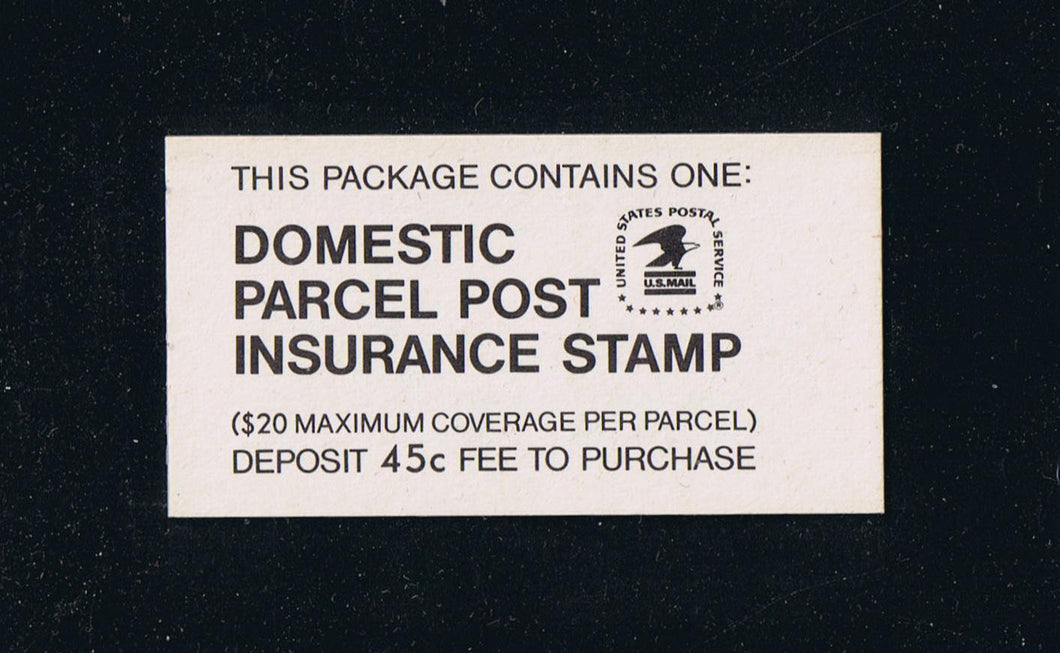 THIS PACKAGE CONTAINS ONE:
DOMESTIC
PARCEL POST
INSURANCE STAMP
UNITED STATES POSTAL SERVICE
U.S.MAIL
®
($20 MAXIMUM COVERAGE PER PARCEL)
DEPOSIT 45c FEE TO PURCHASE